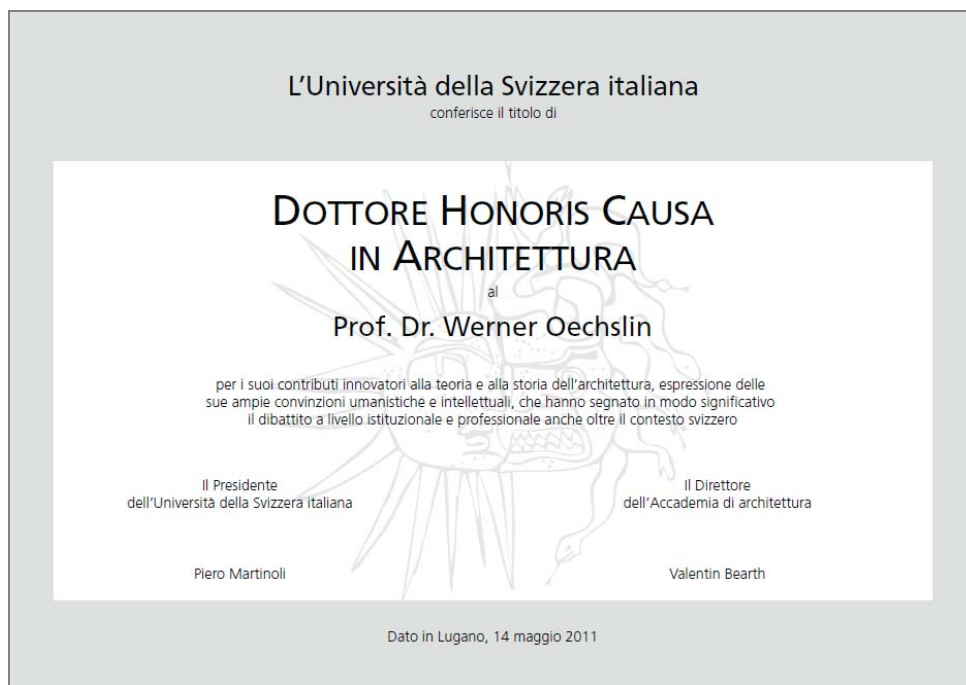 L'Università della Svizzera italiana
conferisce il titolo di
DOTTORE HONORIS CAUSA
IN ARCHITETTURA
al
Prof. Dr. Werner Oechslin
per i suoi contributi innovatori alla teoria e alla storia dell'architettura, espressione delle
sue ampie convinzioni umanistiche e intellettuali, che hanno segnato in modo significativo
il dibattito a livello istituzionale e professionale anche oltre il contesto svizzero
Il Presidente
dell'Università della Svizzera italiana
Piero Martinoli
Il Direttore
dell'Accademia di architettura
Valentin Bearth
Dato in Lugano, 14 maggio 2011